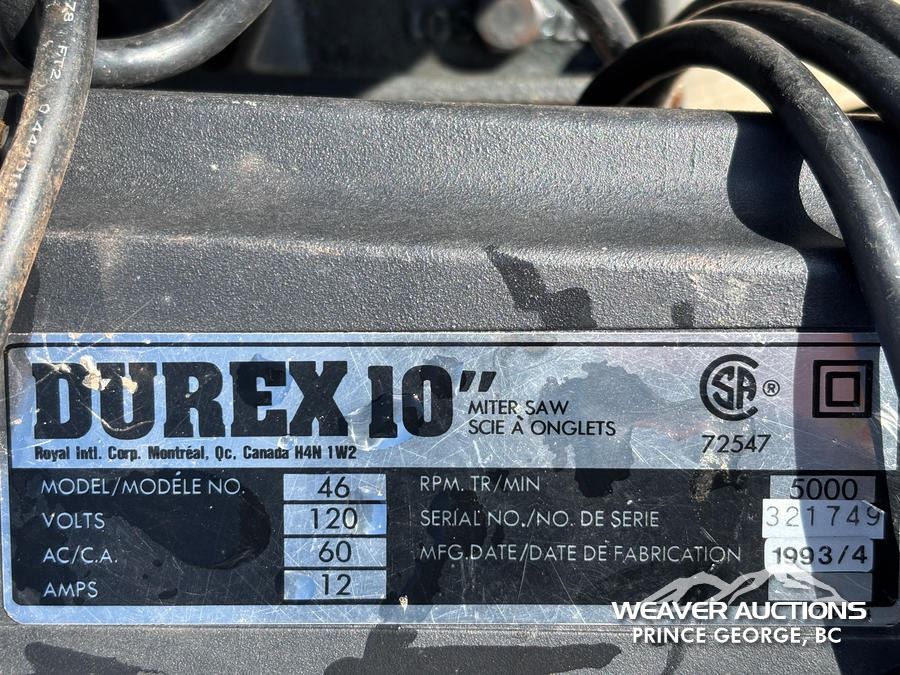 DUREX 10"
MITER SAW
SCIE À ONGLETS
Royal Intl. Corp. Montréal, Qc, Canada H4N 1W2
SA ®
72547
MODEL/MODÉLE NO. 46
VOLTS 120
AC/C.A. 60
AMPS 12
RPM. TR/MIN 5000
SERIAL NO./NO. DE SERIE 321749
MFG.DATE/DATE DE FABRICATION 1993/4
WEAVER AUCTIONS
PRINCE GEORGE, BC